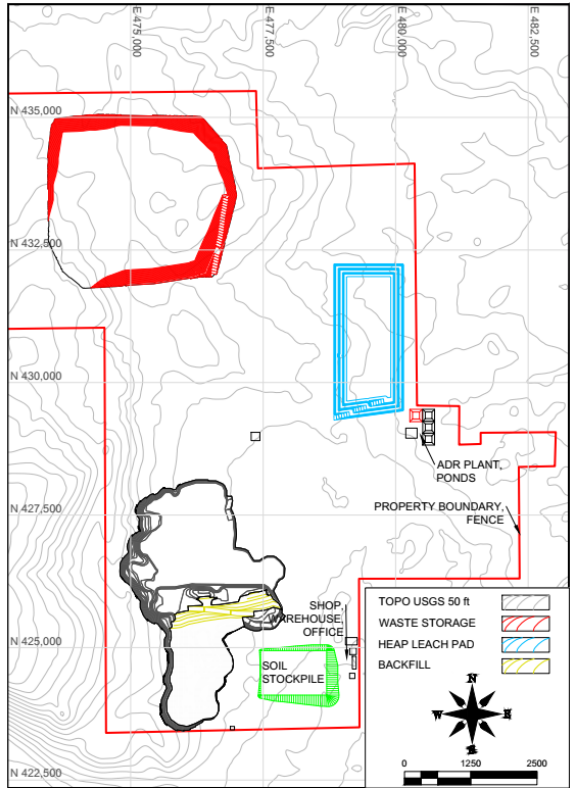 E 475,000
E 477,500
E 480,000
E 482,500
N 435,000
N 432,500
N 430,000
ADR PLANT,
PONDS
N 427,500
PROPERTY BOUNDARY,
FENCE
SHOP,
WAREHOUSE,
OFFICE
N 425,000
SOIL
STOCKPILE
TOPO USGS 50 ft
WASTE STORAGE
HEAP LEACH PAD
BACKFILL
N
W
E
S
N 422,500
0
1250
2500